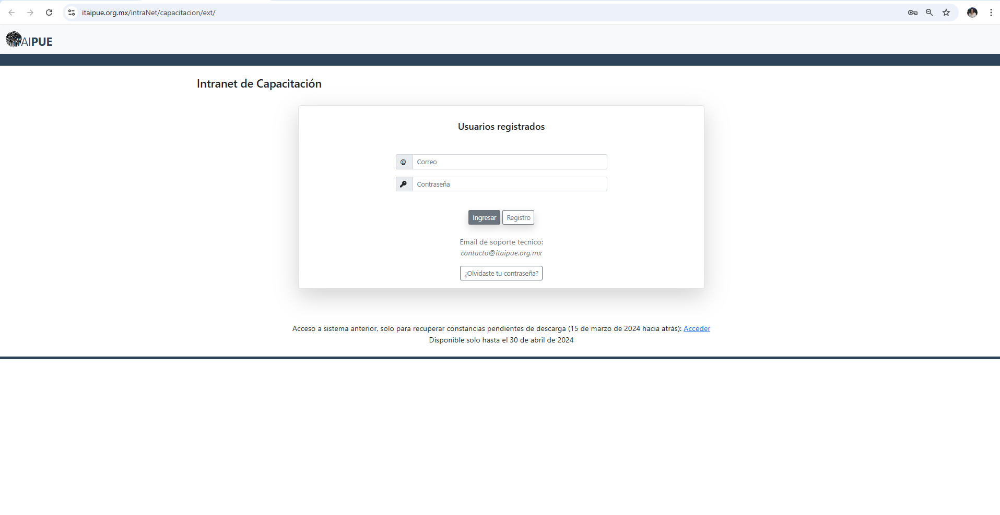 itaipue.org.mx/intraNet/capacitacion/ext/
AIPUE
Intranet de Capacitación
Usuarios registrados
@ Correo
Contraseña
Ingresar Registro
Email de soporte tecnico:
contacto@itaipue.org.mx
¿Olvidaste tu contraseña?
Acceso a sistema anterior, solo para recuperar constancias pendientes de descarga (15 de marzo de 2024 hacia atrás): Acceder
Disponible solo hasta el 30 de abril de 2024